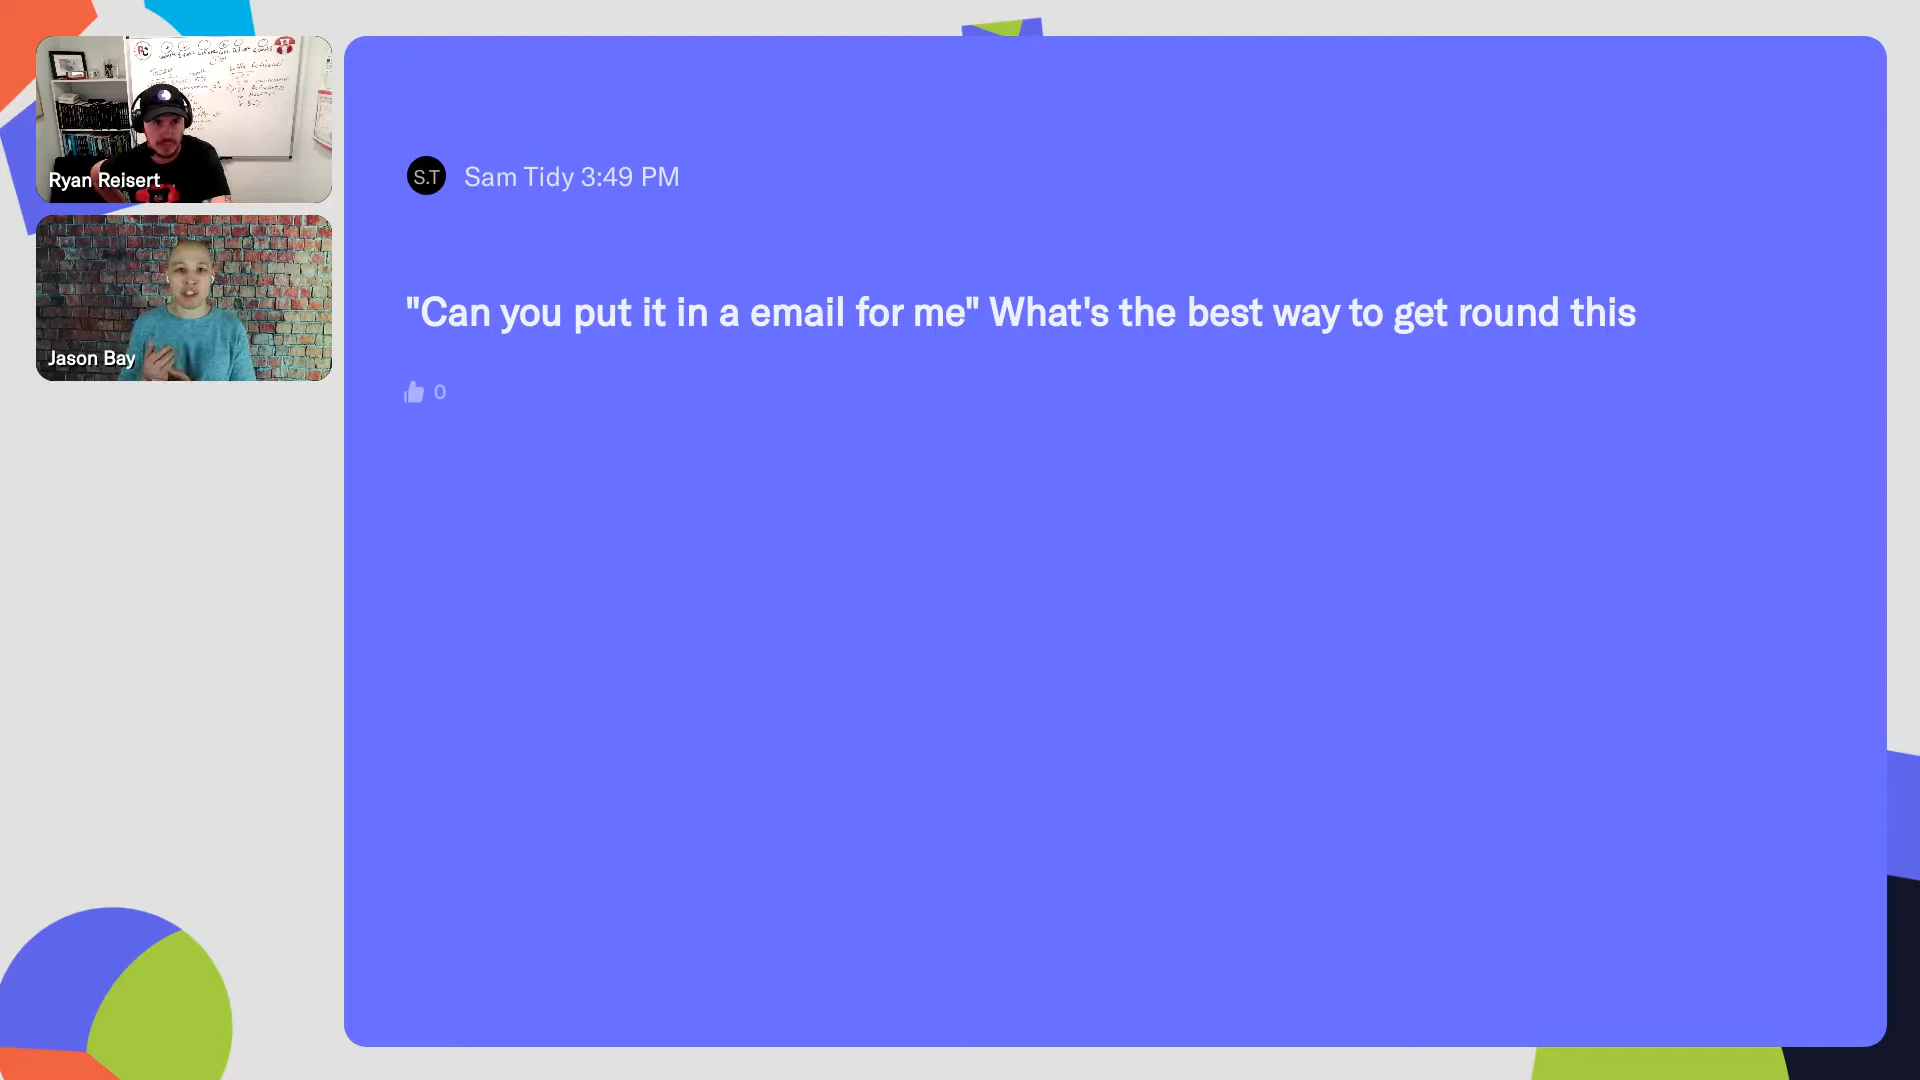 Ryan Reisert
Jason Bay
S.T
Sam Tidy 3:49 PM
"Can you put it in a email for me" What's the best way to get round this
0